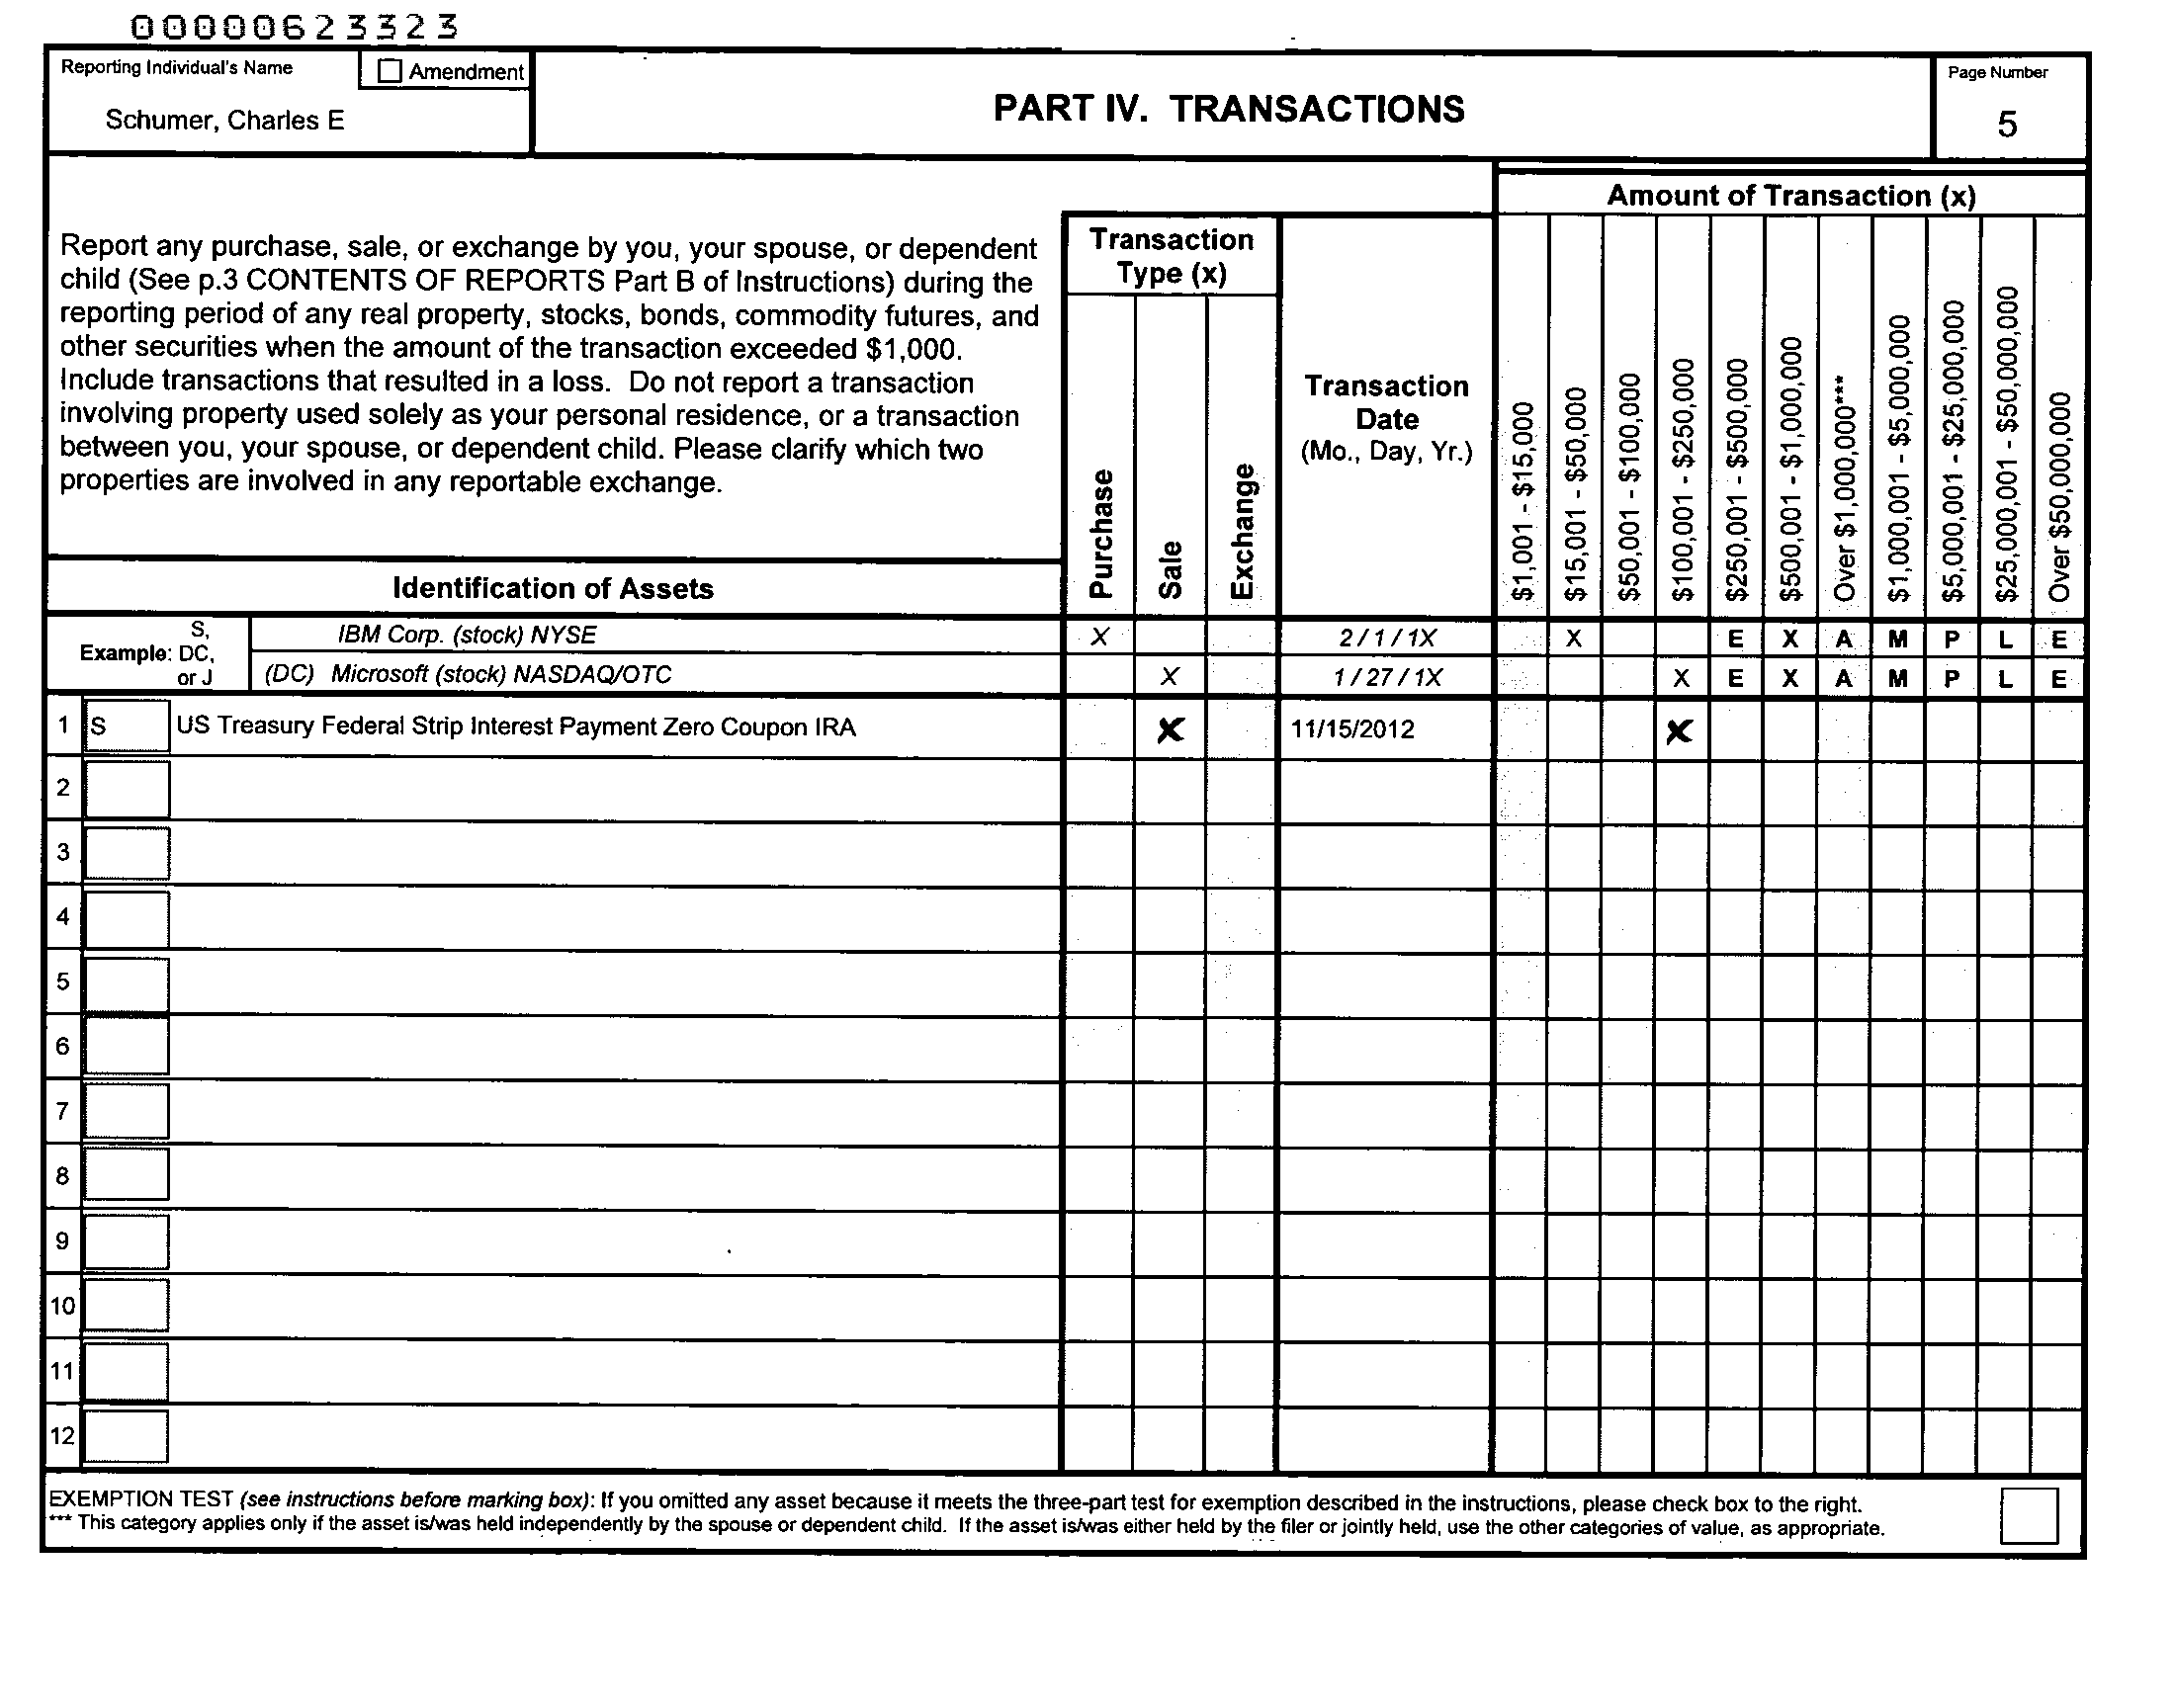 00000623323
Reporting Individual's Name
Amendment
Schumer, Charles E
PART IV. TRANSACTIONS
Page Number
5
Report any purchase, sale, or exchange by you, your spouse, or dependent
child (See p.3 CONTENTS OF REPORTS Part B of Instructions) during the
reporting period of any real property, stocks, bonds, commodity futures, and
other securities when the amount of the transaction exceeded $1,000.
Include transactions that resulted in a loss. Do not report a transaction
involving property used solely as your personal residence, or a transaction
between you, your spouse, or dependent child. Please clarify which two
properties are involved in any reportable exchange.
Identification of Assets
Transaction
Type (x)
Purchase
Sale
Exchange
Transaction
Date
(Mo., Day, Yr.)
Amount of Transaction (x)
$1,001 - $15,000
$15,001 - $50,000
$50,001 - $100,000
$100,001 - $250,000
$250,001 - $500,000
$500,001 - $1,000,000
Over $1,000,000***
$1,000,001 - $5,000,000
$5,000,001 - $25,000,000
$25,000,001 - $50,000,000
Over $50,000,000
Example:
S,
DC,
or J
IBM Corp. (stock) NYSE X 2 / 1 / 1X X E X A M P L E
(DC) Microsoft (stock) NASDAQ/OTC X 1 / 27 / 1X X E X A M P L E
1 S US Treasury Federal Strip Interest Payment Zero Coupon IRA X 11/15/2012 X
2
3
4
5
6
7
8
9
10
11
12
EXEMPTION TEST (see instructions before marking box): If you omitted any asset because it meets the three-part test for exemption described in the instructions, please check box to the right.
*** This category applies only if the asset is/was held independently by the spouse or dependent child. If the asset is/was either held by the filer or jointly held, use the other categories of value, as appropriate.